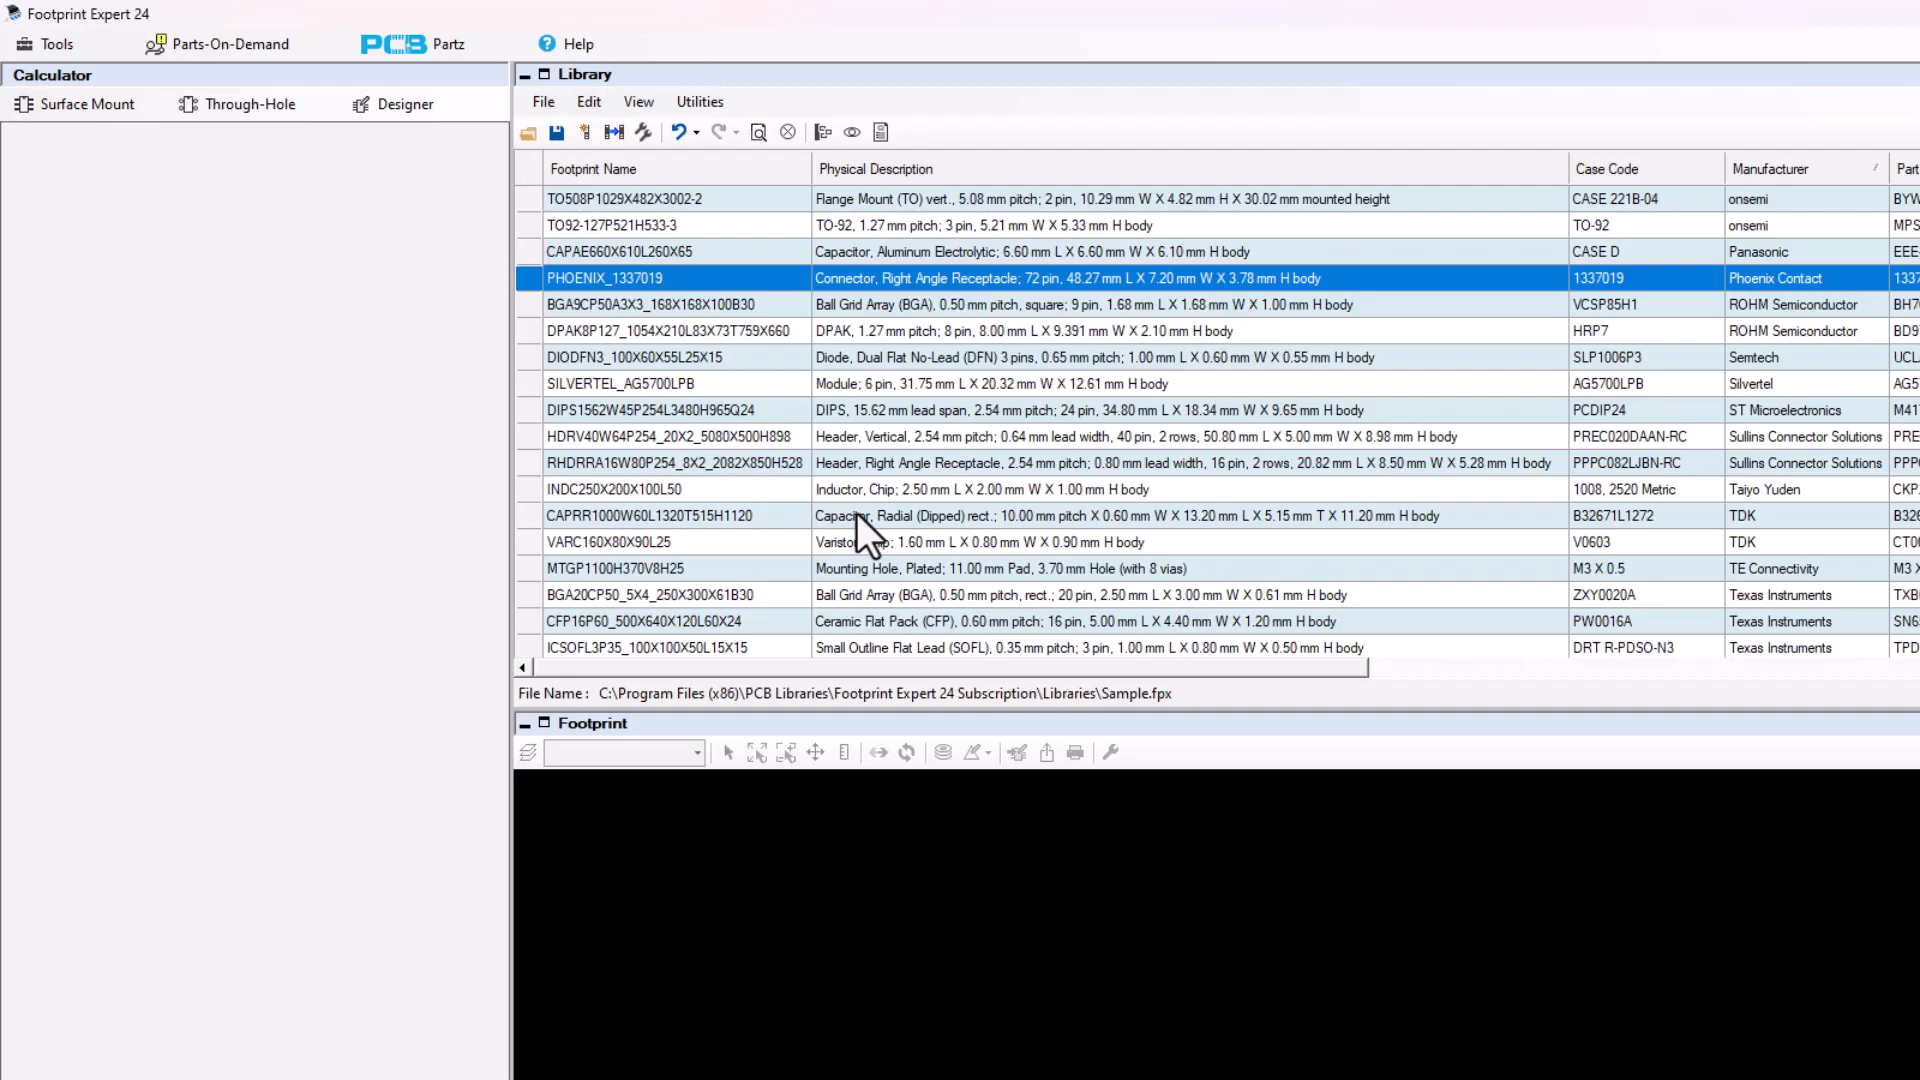 Footprint Expert 24
Tools Parts-On-Demand PCB Partz Help
Calculator
Surface Mount Through-Hole Designer
Library
File Edit View Utilities
Footprint Name Physical Description Case Code Manufacturer Part
TO508P1029X482X3002-2 Flange Mount (TO) vert., 5.08 mm pitch; 2 pin, 10.29 mm W X 4.82 mm H X 30.02 mm mounted height CASE 221B-04 onsemi BYW
TO92-127P521H533-3 TO-92, 1.27 mm pitch; 3 pin, 5.21 mm W X 5.33 mm H body TO-92 onsemi MPS
CAPAE660X610L260X65 Capacitor, Aluminum Electrolytic; 6.60 mm L X 6.60 mm W X 6.10 mm H body CASE D Panasonic EEE-
PHOENIX_1337019 Connector, Right Angle Receptacle; 72 pin, 48.27 mm L X 7.20 mm W X 3.78 mm H body 1337019 Phoenix Contact 1337
BGA9CP50A3X3_168X168X100B30 Ball Grid Array (BGA), 0.50 mm pitch, square; 9 pin, 1.68 mm L X 1.68 mm W X 1.00 mm H body VCSP85H1 ROHM Semiconductor BH7
DPAK8P127_1054X210L83X73T759X660 DPAK, 1.27 mm pitch; 8 pin, 8.00 mm L X 9.391 mm W X 2.10 mm H body HRP7 ROHM Semiconductor BD9
DIODFN3_100X60X55L25X15 Diode, Dual Flat No-Lead (DFN) 3 pins, 0.65 mm pitch; 1.00 mm L X 0.60 mm W X 0.55 mm H body SLP1006P3 Semtech UCL
SILVERTEL_AG5700LPB Module; 6 pin, 31.75 mm L X 20.32 mm W X 12.61 mm H body AG5700LPB Silvertel AG5
DIPS1562W45P254L3480H965Q24 DIPS, 15.62 mm lead span, 2.54 mm pitch; 24 pin, 34.80 mm L X 18.34 mm W X 9.65 mm H body PCDIP24 ST Microelectronics M41
HDRV40W64P254_20X2_5080X500H898 Header, Vertical, 2.54 mm pitch; 0.64 mm lead width, 40 pin, 2 rows, 50.80 mm L X 5.00 mm W X 8.98 mm H body PREC020DAAN-RC Sullins Connector Solutions PRE
RHDRRA16W80P254_8X2_2082X850H528 Header, Right Angle Receptacle, 2.54 mm pitch; 0.80 mm lead width, 16 pin, 2 rows, 20.82 mm L X 8.50 mm W X 5.28 mm H body PPPC082LJBN-RC Sullins Connector Solutions PPP
INDC250X200X100L50 Inductor, Chip; 2.50 mm L X 2.00 mm W X 1.00 mm H body 1008, 2520 Metric Taiyo Yuden CKP
CAPRR1000W60L1320T515H1120 Capacitor, Radial (Dipped) rect.; 10.00 mm pitch X 0.60 mm W X 13.20 mm L X 5.15 mm T X 11.20 mm H body B32671L1272 TDK B32
VARC160X80X90L25 1.60 mm L X 0.80 mm W X 0.90 mm H body V0603 TDK CT0
MTGP1100H370V8H25 Mounting Hole, Plated; 11.00 mm Pad, 3.70 mm Hole (with 8 vias) M3 X 0.5 TE Connectivity M3 X
BGA20CP50_5X4_250X300X61B30 Ball Grid Array (BGA), 0.50 mm pitch, rect.; 20 pin, 2.50 mm L X 3.00 mm W X 0.61 mm H body ZXY0020A Texas Instruments TXB
CFP16P60_500X640X120L60X24 Ceramic Flat Pack (CFP), 0.60 mm pitch; 16 pin, 5.00 mm L X 4.40 mm W X 1.20 mm H body PW0016A Texas Instruments SN6
ICSOFL3P35_100X100X50L15X15 Small Outline Flat Lead (SOFL), 0.35 mm pitch; 3 pin, 1.00 mm L X 0.80 mm W X 0.50 mm H body DRT R-PDSO-N3 Texas Instruments TPD
File Name : C:\Program Files (x86)\PCB Libraries\Footprint Expert 24 Subscription\Libraries\Sample.fpx
Footprint